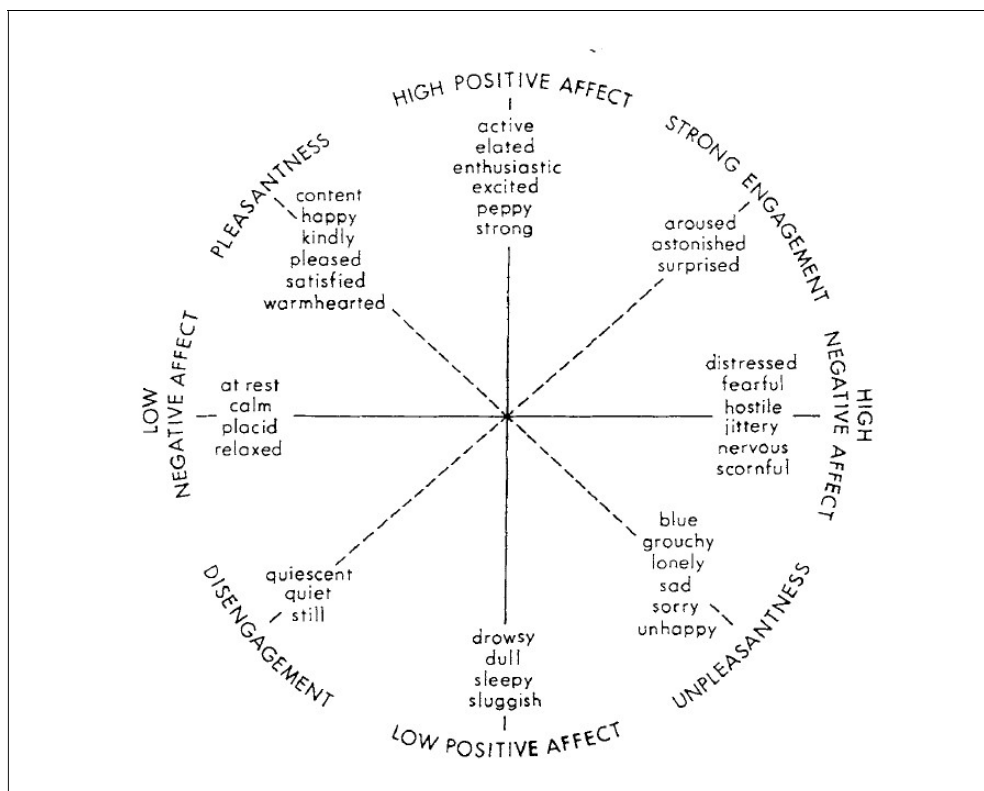 HIGH POSITIVE AFFECT
active
elated
enthusiastic
excited
peppy
strong
STRONG ENGAGEMENT
aroused
astonished
surprised
PLEASANTNESS
content
happy
kindly
pleased
satisfied
warmhearted
LOW
NEGATIVE AFFECT
at rest
calm
placid
relaxed
HIGH
NEGATIVE AFFECT
distressed
fearful
hostile
jittery
nervous
scornful
DISENGAGEMENT
quiescent
quiet
still
UNPLEASANTNESS
blue
grouchy
lonely
sad
sorry
unhappy
drowsy
dull
sleepy
sluggish
LOW POSITIVE AFFECT